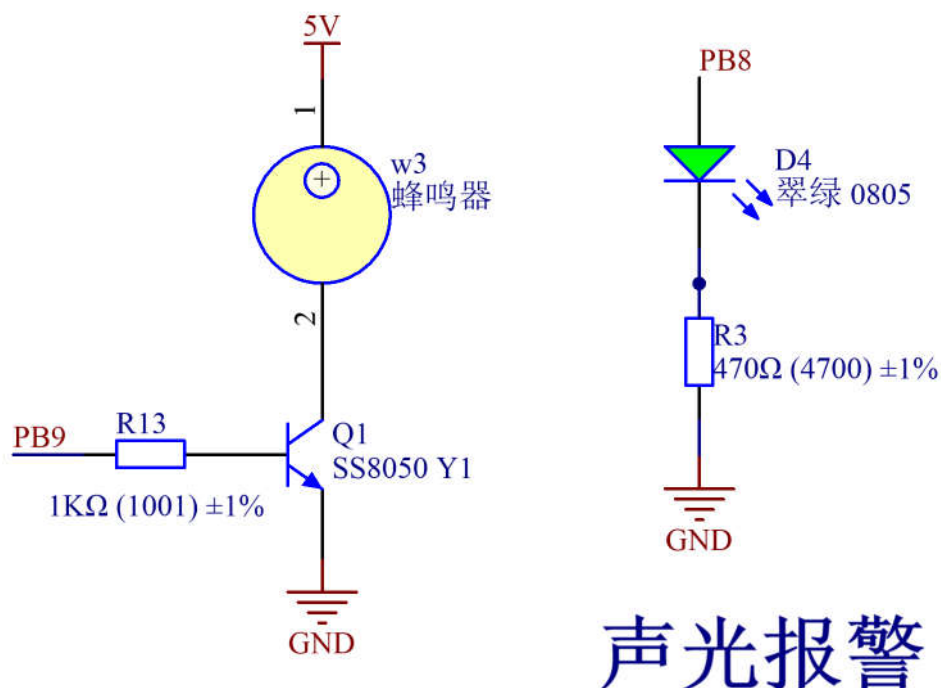 5V
1
w3
蜂鸣器
2
PB9
R13
1KΩ (1001) ±1%
Q1
SS8050 Y1
GND
PB8
D4
翠绿 0805
R3
470Ω (4700) ±1%
GND
声光报警